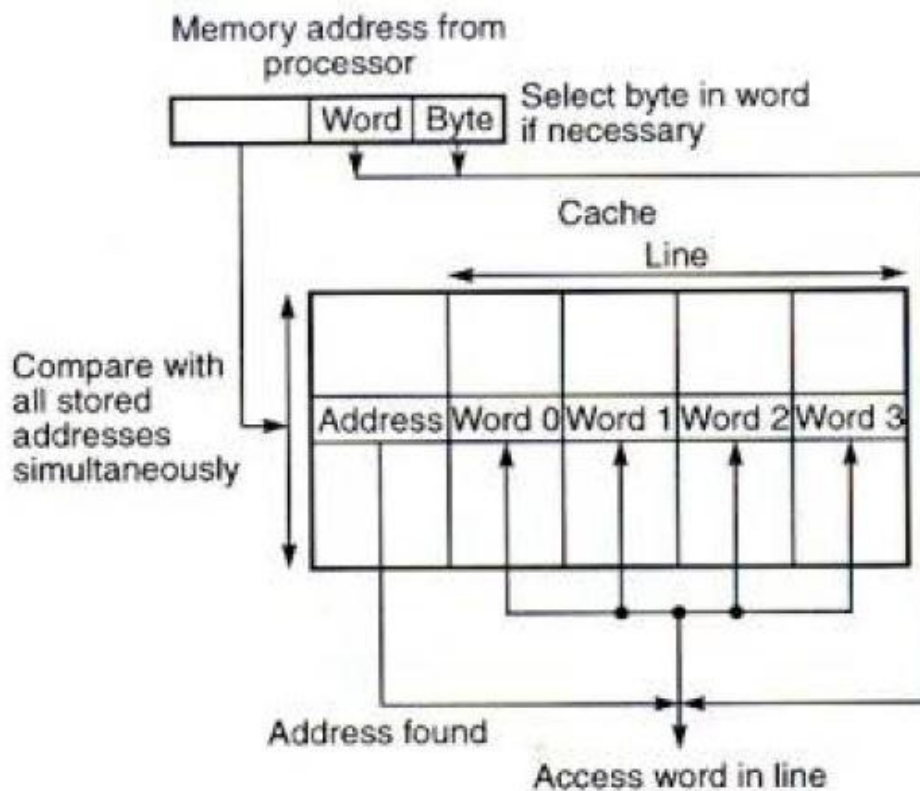 Memory address from
processor
Word Byte
Select byte in word
if necessary
Cache
Line
Compare with
all stored
addresses
simultaneously
Address Word 0 Word 1 Word 2 Word 3
Address found
Access word in line